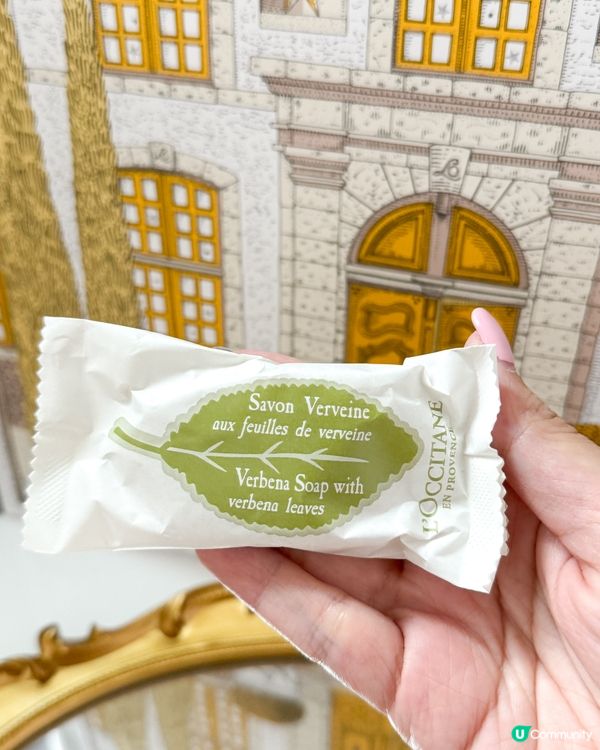 Savon Verveine
aux feuilles de verveine
Verbena Soap with
verbena leaves
L'OCCITANE
EN PROVENCE
U Community